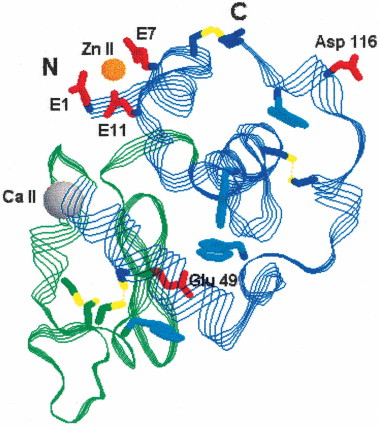 C
Zn II
E7
Asp 116
N
E1
E11
Ca II
Glu 49